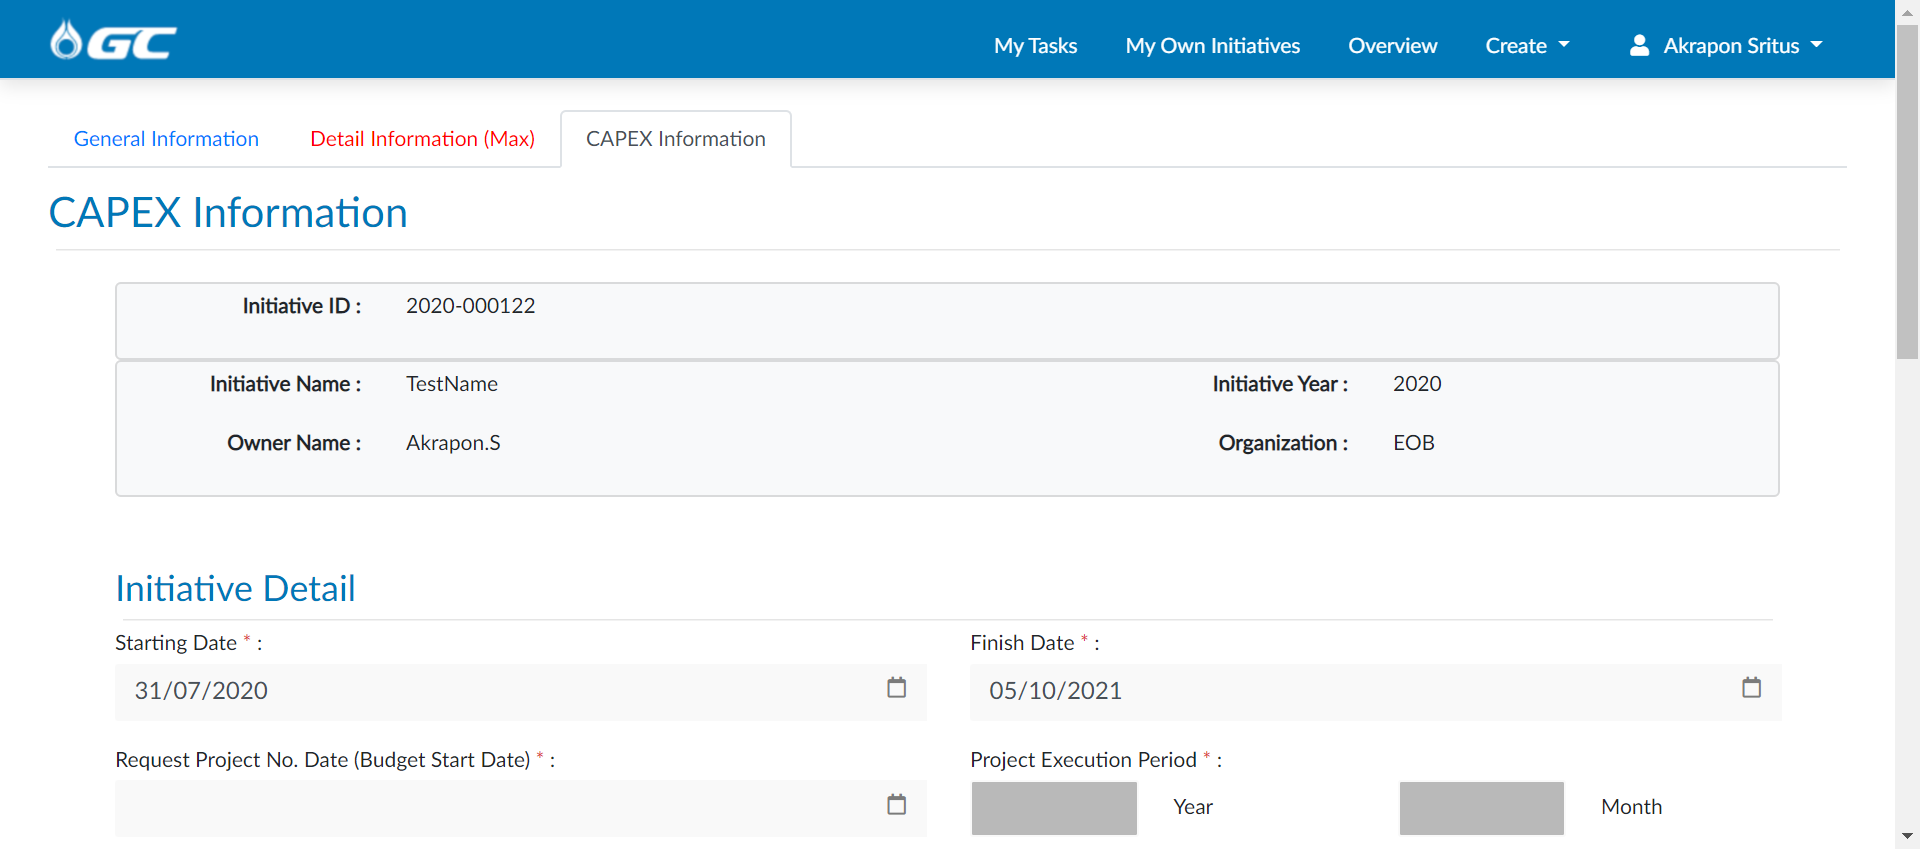 GC My Tasks My Own Initiatives Overview Create Akrapon Sritus
General Information Detail Information (Max) CAPEX Information
CAPEX Information
Initiative ID : 2020-000122
Initiative Name : TestName Initiative Year : 2020
Owner Name : Akrapon.S Organization : EOB
Initiative Detail
Starting Date * : Finish Date * :
31/07/2020 05/10/2021
Request Project No. Date (Budget Start Date) * : Project Execution Period * :
Year Month